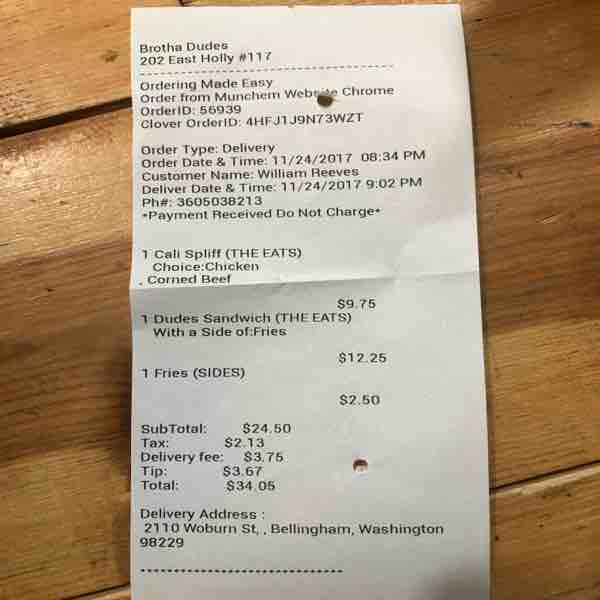 Brotha Dudes
202 East Holly #117
Ordering Made Easy
Order from Munchem Website Chrome
OrderID: 56939
Clover OrderID: 4HFJ1J9N73WZT
Order Type: Delivery
Order Date & Time: 11/24/2017 08:34 PM
Customer Name: William Reeves
Deliver Date & Time: 11/24/2017 9:02 PM
Ph#: 3605038213
*Payment Received Do Not Charge*
1 Cali Spliff (THE EATS)
Choice:Chicken
, Corned Beef
$9.75
1 Dudes Sandwich (THE EATS)
With a Side of:Fries
$12.25
1 Fries (SIDES)
$2.50
SubTotal: $24.50
Tax: $2.13
Delivery fee: $3.75
Tip: $3.67
Total: $34.05
Delivery Address :
2110 Woburn St, , Bellingham, Washington
98229